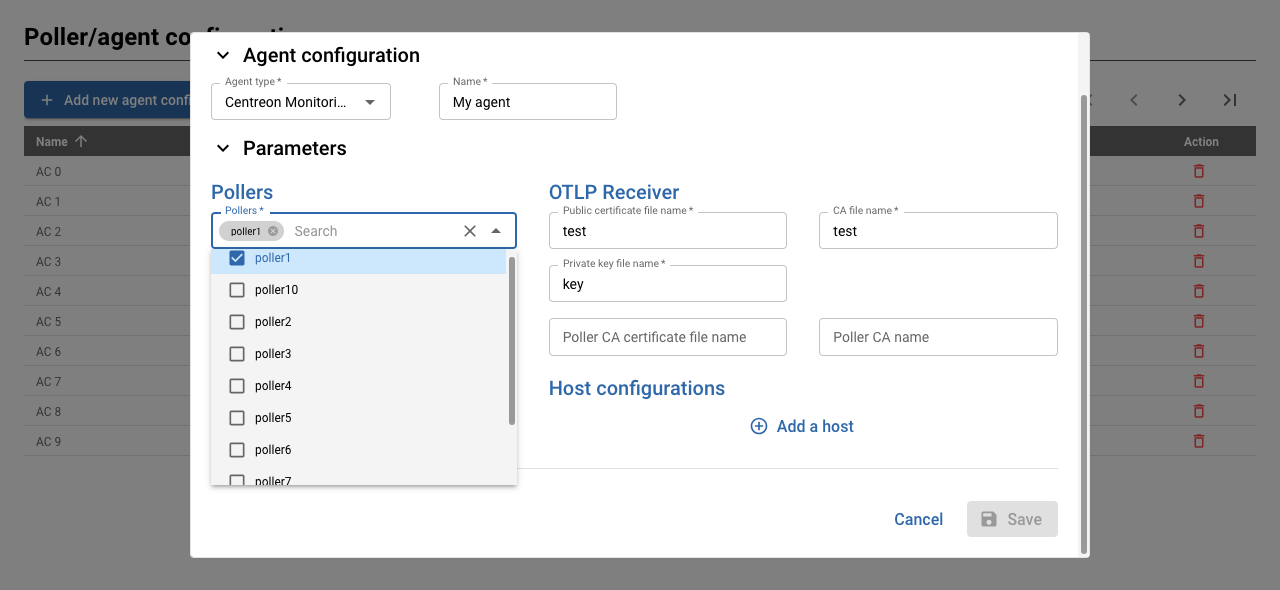 Poller/agent co
Add new agent confi
Name
Action
AC 0
AC 1
AC 2
AC 3
AC 4
AC 5
AC 6
AC 7
AC 8
AC 9
Agent configuration
Agent type *
Centreon Monitori...
Name *
My agent
Parameters
Pollers
Pollers *
poller1
Search
poller1
poller10
poller2
poller3
poller4
poller5
poller6
poller7
OTLP Receiver
Public certificate file name *
test
CA file name *
test
Private key file name *
key
Poller CA certificate file name
Poller CA name
Host configurations
Add a host
Cancel
Save